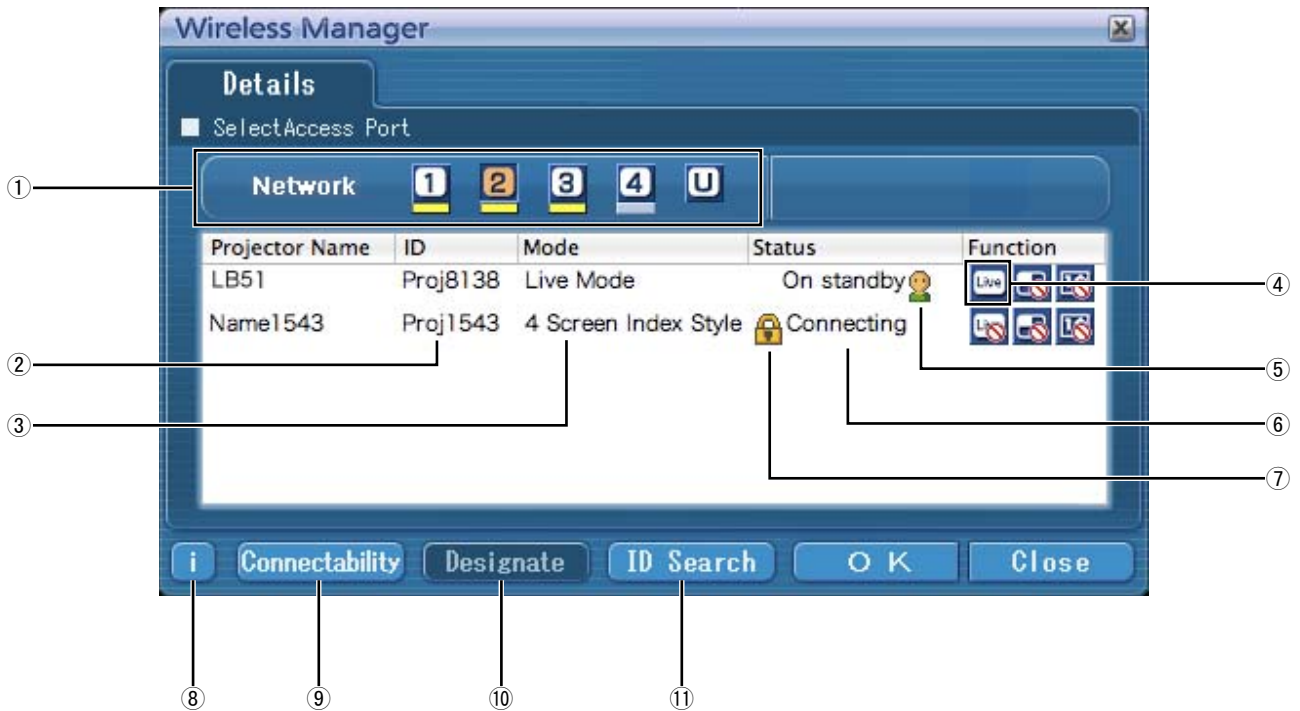 Wireless Manager
Details
SelectAccess Port
① Network 1 2 3 4 U
Projector Name ID Mode Status Function
LB51 Proj8138 Live Mode On standby Live ④
Name1543 Proj1543 4 Screen Index Style Connecting
② ⑤
③ ⑥
⑦
i Connectability Designate ID Search OK Close
⑧ ⑨ ⑩ ⑪